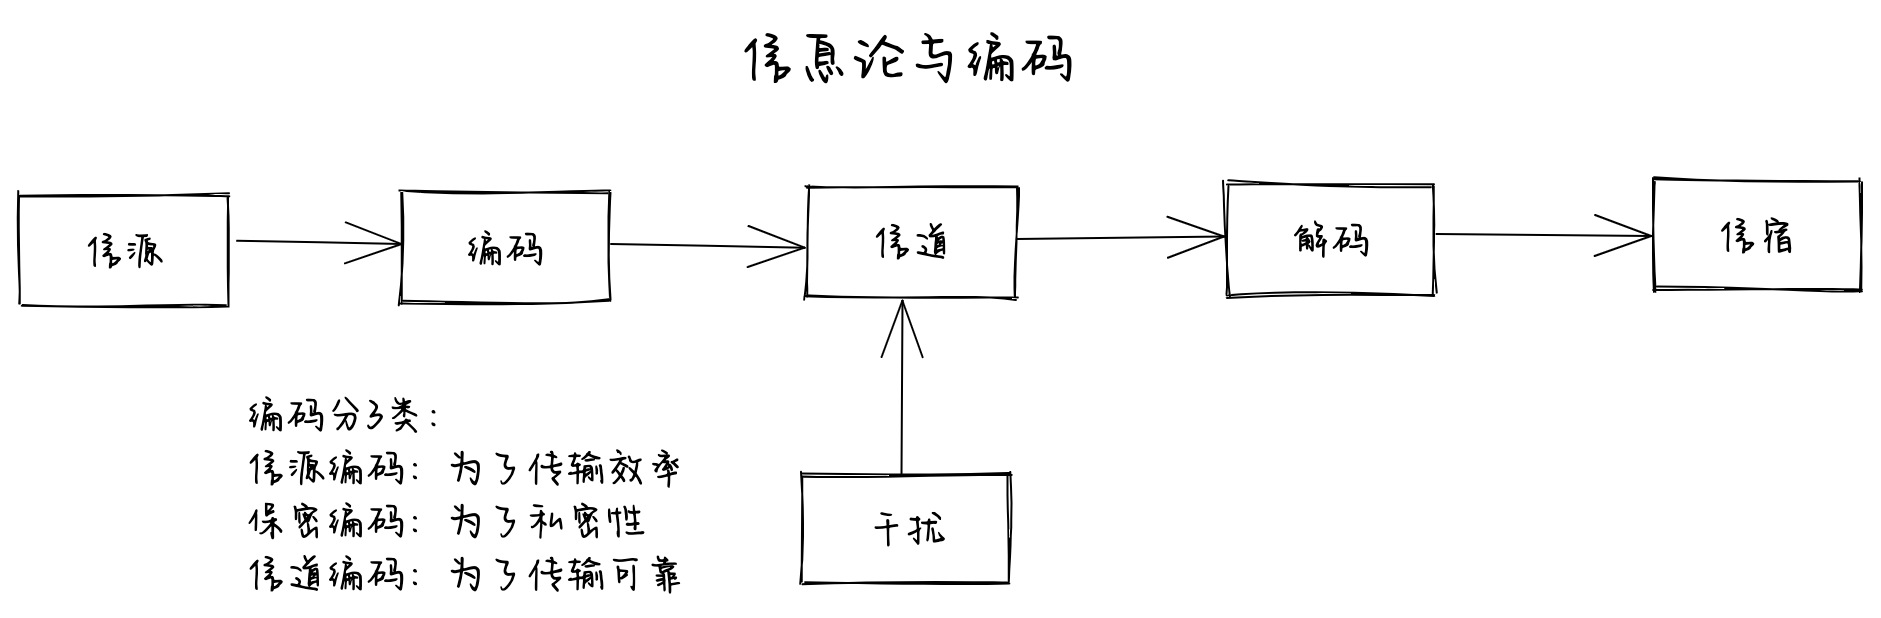 信息论与编码
信源
编码
信道
解码
信宿
编码分3类：
信源编码： 为了传输效率
保密编码： 为了私密性
信道编码： 为了传输可靠
干扰